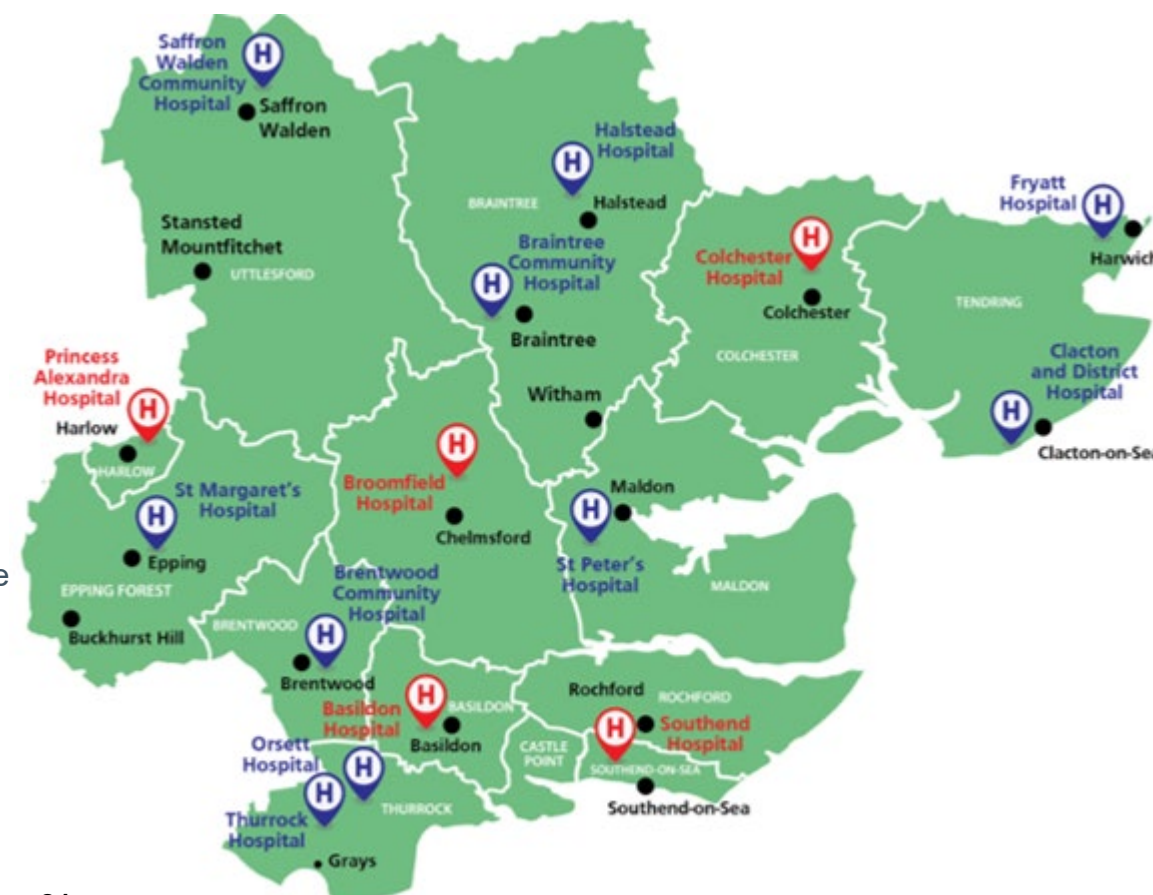 Saffron
Walden
Community
Hospital
H
Saffron
Walden
Halstead
Hospital
H
Halstead
BRAINTREE
Fryatt
Hospital
H
Harwich
Stansted
Mountfitchet
UTTLESFORD
Braintree
Community
Hospital
H
Braintree
Colchester
Hospital
H
Colchester
COLCHESTER
TENDRING
Princess
Alexandra
Hospital
H
Harlow
HARLOW
Witham
Clacton
and District
Hospital
H
Clacton-on-Sea
St Margaret's
Hospital
H
Epping
EPPING FOREST
Buckhurst Hill
Broomfield
Hospital
H
Chelmsford
Maldon
H
St Peter's
Hospital
MALDON
e
Brentwood
Community
Hospital
H
BRENTWOOD
Brentwood
Basildon
Hospital
H
BASILDON
Basildon
Rochford
ROCHFORD
H
Southend
Hospital
CASTLE
POINT
SOUTHEND-ON-SEA
Southend-on-Sea
Orsett
Hospital
H
Thurrock
Hospital
H
THURROCK
Grays